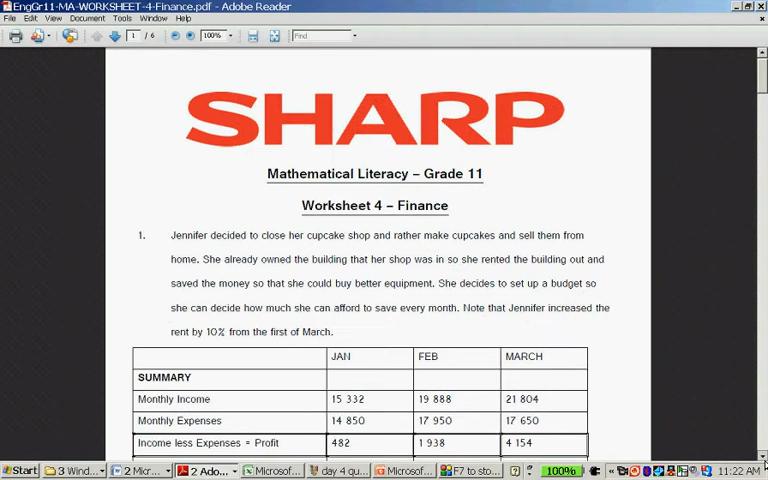 EngGr11-MA-WORKSHEET-4-Finance.pdf - Adobe Reader
File Edit View Document Tools Window Help
1 / 6 100% Find
SHARP
Mathematical Literacy – Grade 11
Worksheet 4 – Finance
1. Jennifer decided to close her cupcake shop and rather make cupcakes and sell them from
home. She already owned the building that her shop was in so she rented the building out and
saved the money so that she could buy better equipment. She decides to set up a budget so
she can decide how much she can afford to save every month. Note that Jennifer increased the
rent by 10% from the first of March.
JAN FEB MARCH
SUMMARY
Monthly Income 15 332 19 888 21 804
Monthly Expenses 14 850 17 950 17 650
Income less Expenses = Profit 482 1 938 4 154
Start 3 Wind... 2 Micr... 2 Ado... Microsof... day 4 qu... Microsof... F7 to sto... 100% « 11:22 AM